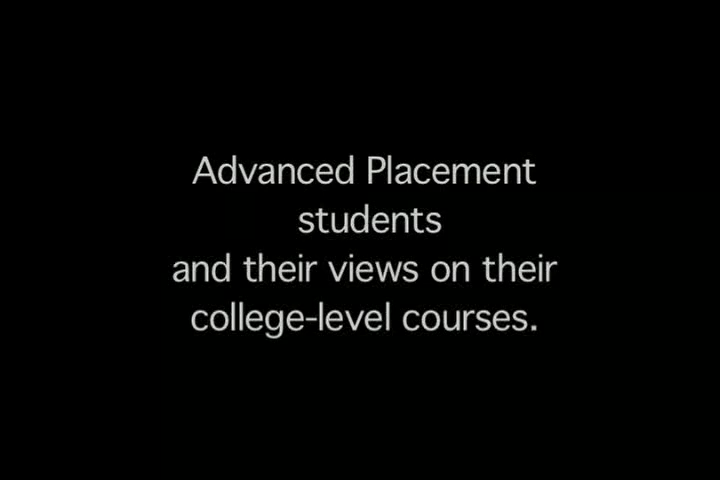 Advanced Placement
students
and their views on their
college-level courses.